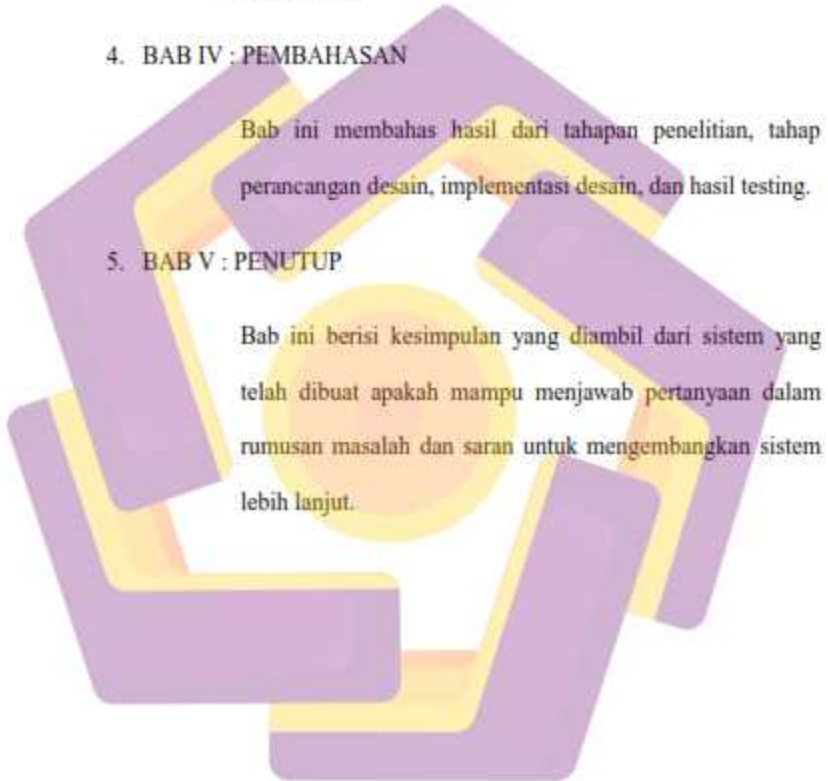 4. BAB IV : PEMBAHASAN
Bab ini membahas hasil dari tahapan penelitian, tahap
perancangan desain, implementasi desain, dan hasil testing.
5. BAB V : PENUTUP
Bab ini berisi kesimpulan yang diambil dari sistem yang
telah dibuat apakah mampu menjawab pertanyaan dalam
rumusan masalah dan saran untuk mengembangkan sistem
lebih lanjut.